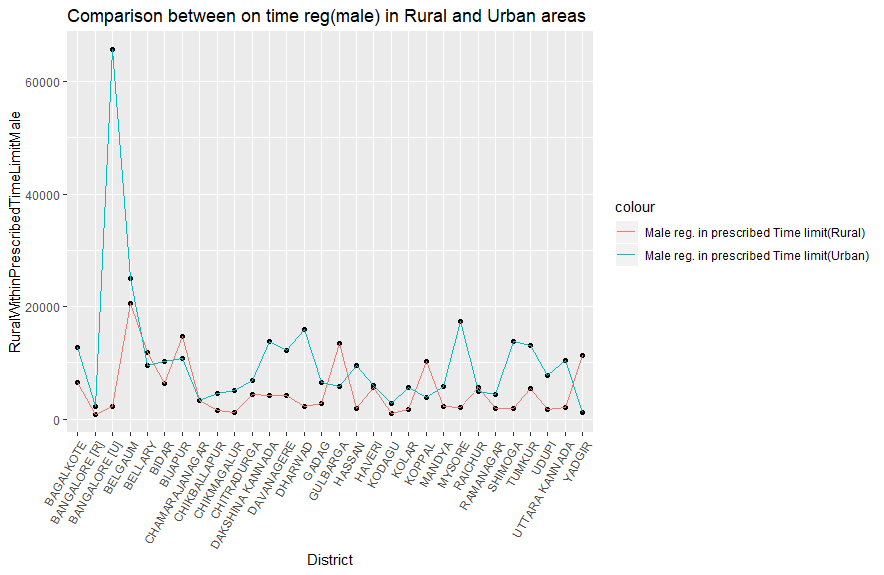 Comparison between on time reg(male) in Rural and Urban areas
RuralWithinPrescribedTimeLimitMale
60000
40000
20000
0
BAGALKOTE
BANGALORE [R]
BANGALORE [U]
BELGAUM
BELLARY
BIDAR
BIJAPUR
CHAMARAJANAGAR
CHIKBALLAPUR
CHIKMAGALUR
CHITRADURGA
DAKSHINA KANNADA
DAVANAGERE
DHARWAD
GADAG
GULBARGA
HASSAN
HAVERI
KODAGU
KOLAR
KOPPAL
MANDYA
MYSORE
RAICHUR
RAMANAGAR
SHIMOGA
TUMKUR
UDUPI
UTTARA KANNADA
YADGIR
District
colour
Male reg. in prescribed Time limit(Rural)
Male reg. in prescribed Time limit(Urban)